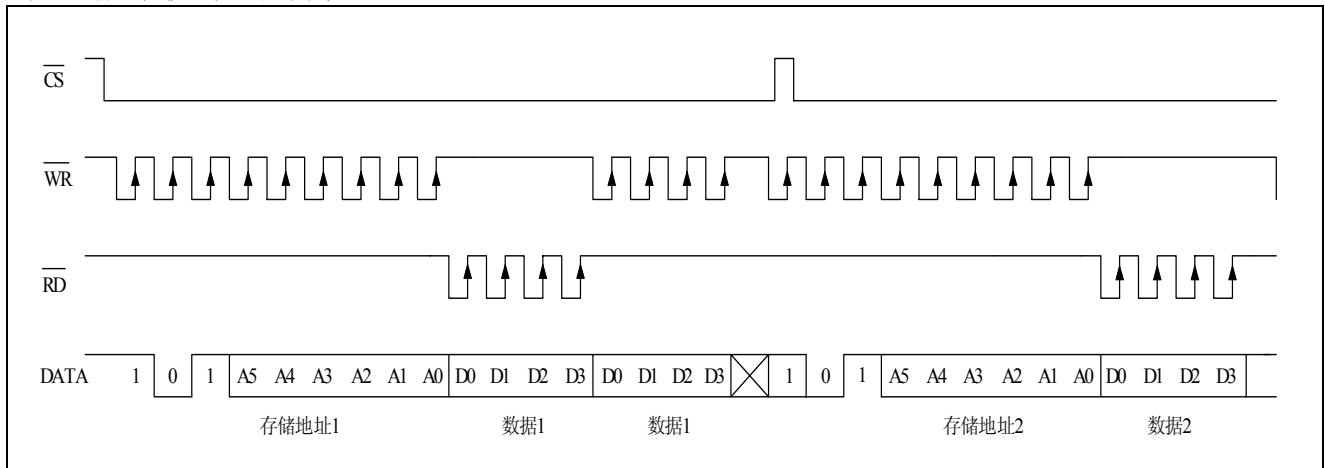 CS
WR
RD
DATA 1 0 1 A5 A4 A3 A2 A1 A0 D0 D1 D2 D3 D0 D1 D2 D3 1 0 1 A5 A4 A3 A2 A1 A0 D0 D1 D2 D3
存储地址1 数据1 数据1 存储地址2 数据2